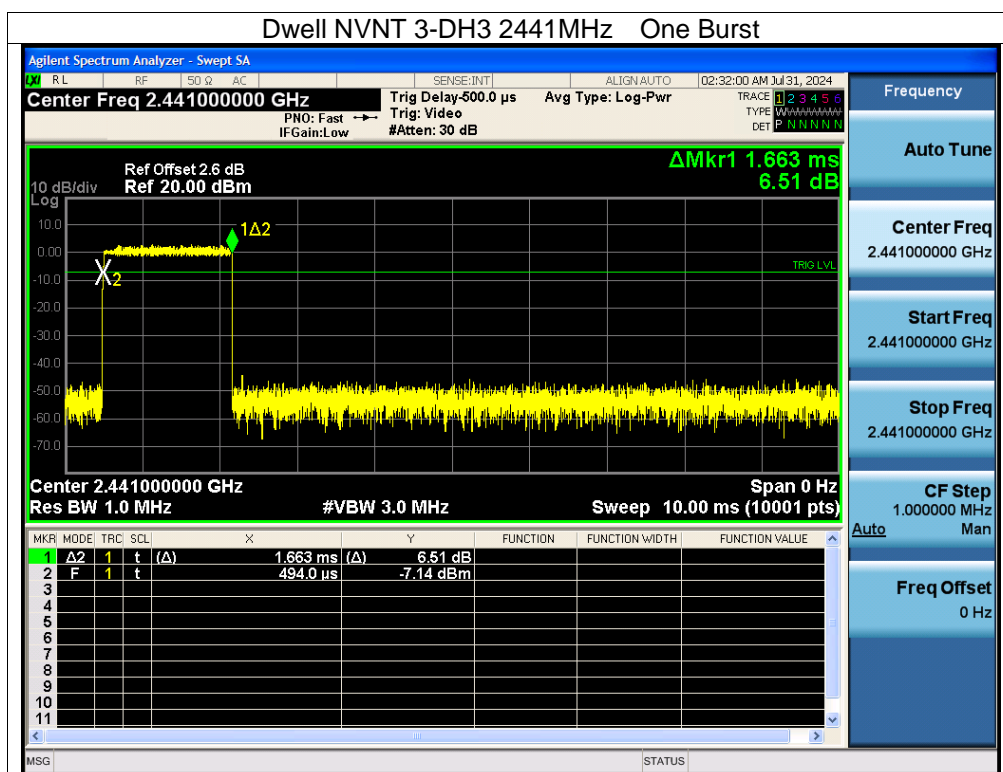 Dwell NVNT 3-DH3 2441MHz One Burst
Agilent Spectrum Analyzer - Swept SA
LXI RL RF 50 Ω AC SENSE:INT ALIGN AUTO 02:32:00 AM Jul 31, 2024
Center Freq 2.441000000 GHz Trig Delay-500.0 µs Avg Type: Log-Pwr TRACE 1 2 3 4 5 6
PNO: Fast Trig: Video TYPE WWWWWW
IFGain:Low #Atten: 30 dB DET P N N N N N
ΔMkr1 1.663 ms
6.51 dB
Ref Offset 2.6 dB
10 dB/div Ref 20.00 dBm
Log
10.0
0.00
-10.0
-20.0
-30.0
-40.0
-50.0
-60.0
-70.0
1Δ2
2
TRIG LVL
Center 2.441000000 GHz Span 0 Hz
Res BW 1.0 MHz #VBW 3.0 MHz Sweep 10.00 ms (10001 pts)
MKR MODE TRC SCL X Y FUNCTION FUNCTION WIDTH FUNCTION VALUE
1 Δ2 1 t (Δ) 1.663 ms (Δ) 6.51 dB
2 F 1 t 494.0 µs -7.14 dBm
3
4
5
6
7
8
9
10
11
MSG STATUS
Frequency
Auto Tune
Center Freq
2.441000000 GHz
Start Freq
2.441000000 GHz
Stop Freq
2.441000000 GHz
CF Step
1.000000 MHz
Auto Man
Freq Offset
0 Hz